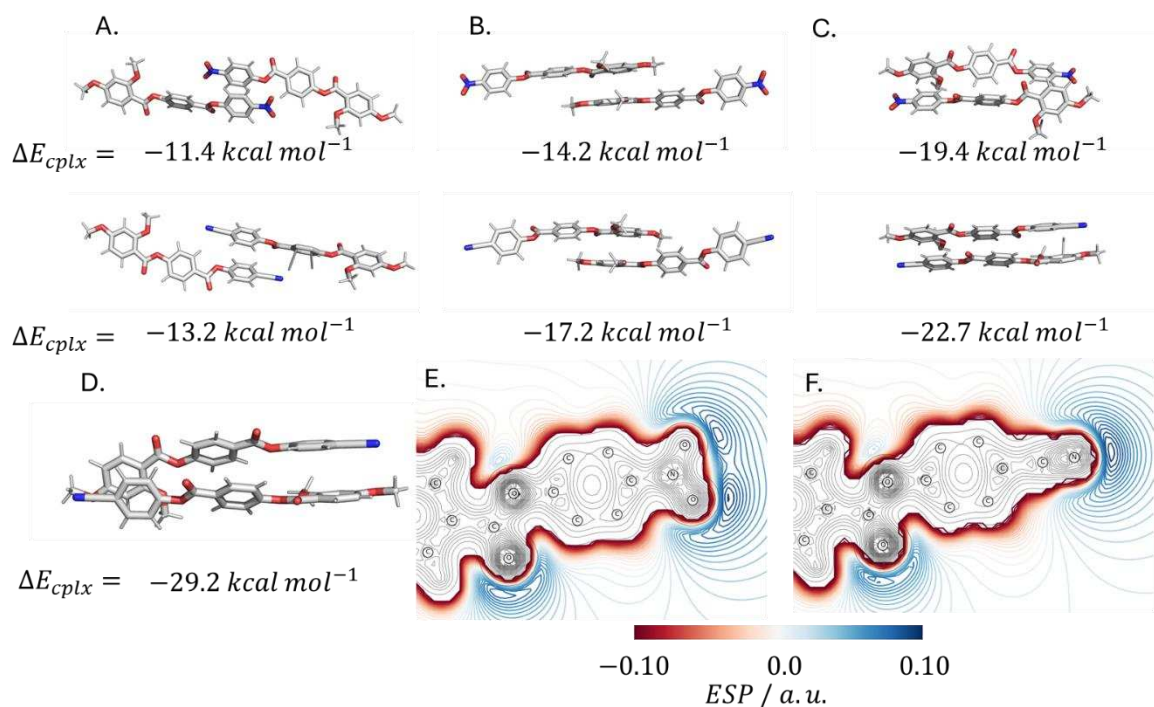 A. B. C.
ΔE_cplx = −11.4 kcal mol⁻¹ −14.2 kcal mol⁻¹ −19.4 kcal mol⁻¹
ΔE_cplx = −13.2 kcal mol⁻¹ −17.2 kcal mol⁻¹ −22.7 kcal mol⁻¹
D. E. F.
ΔE_cplx = −29.2 kcal mol⁻¹
−0.10 0.0 0.10
ESP / a. u.